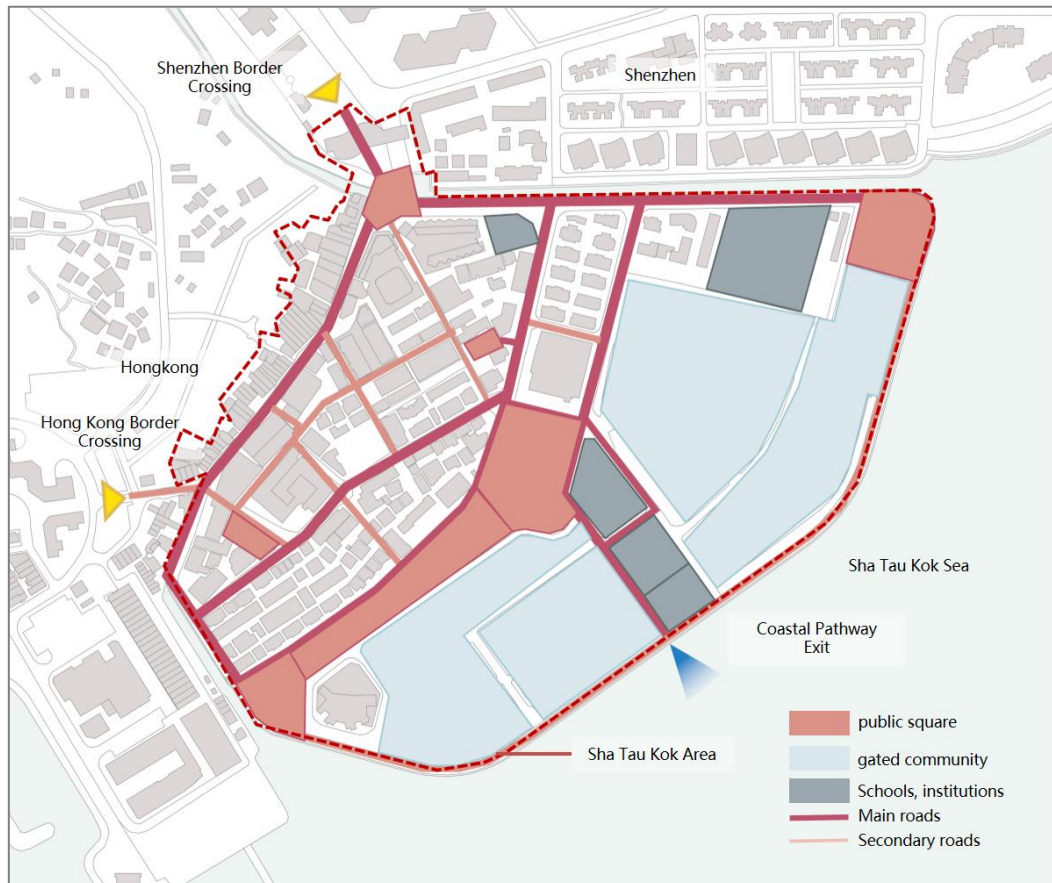 Shenzhen Border
Crossing
Shenzhen
Hongkong
Hong Kong Border
Crossing
Sha Tau Kok Sea
Coastal Pathway
Exit
Sha Tau Kok Area
public square
gated community
Schools, institutions
Main roads
Secondary roads